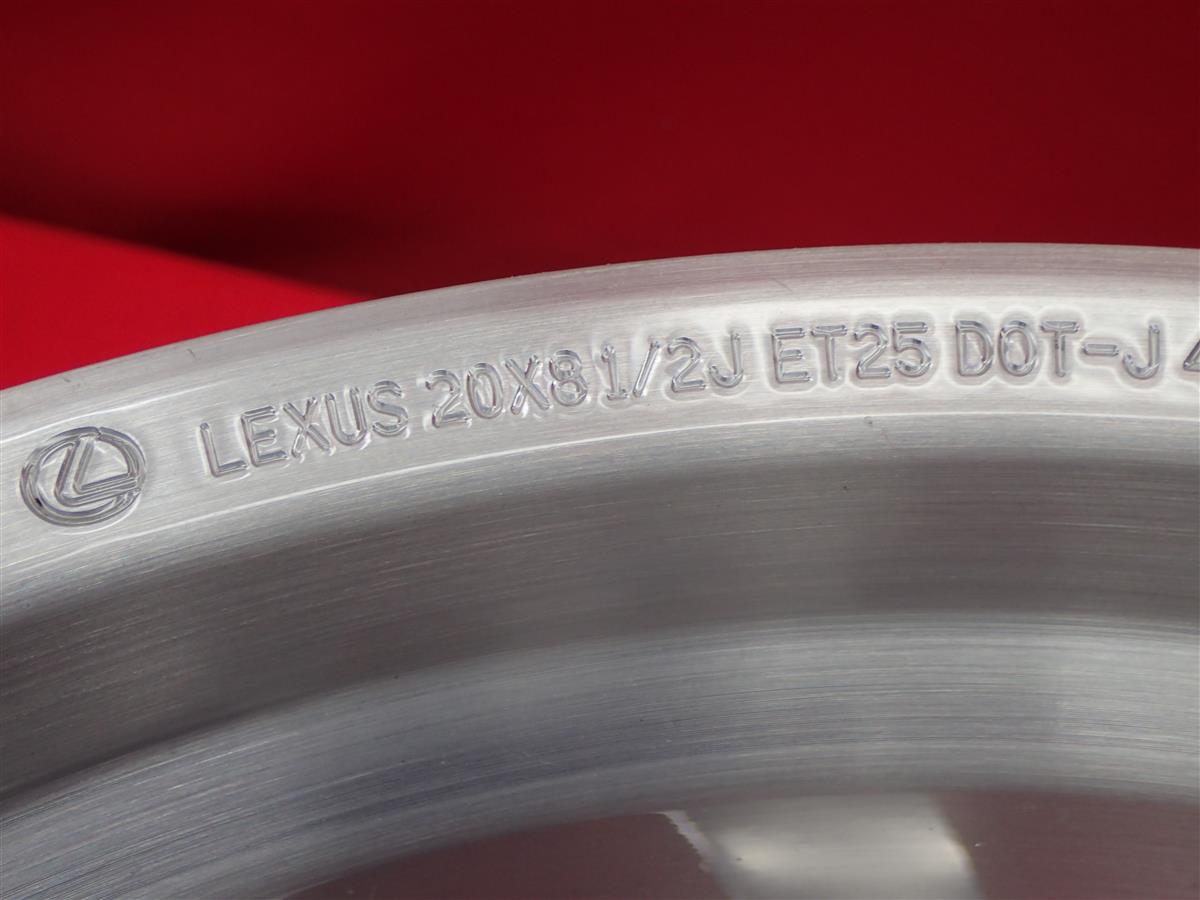 LEXUS 20X8 1/2J ET25 DOT-J